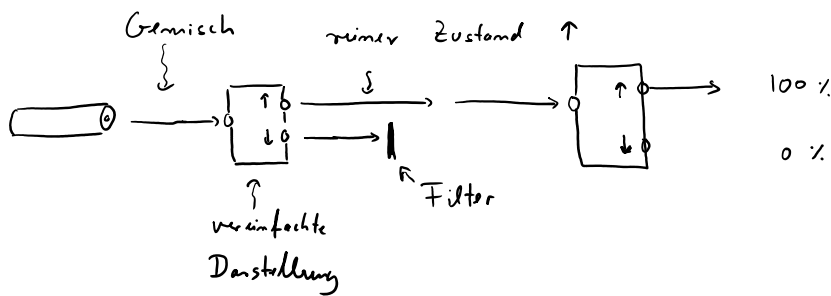 Gemisch
reiner Zustand ↑
↑
↓
↑
↓
100 %
0 %
Filter
vereinfachte
Darstellung